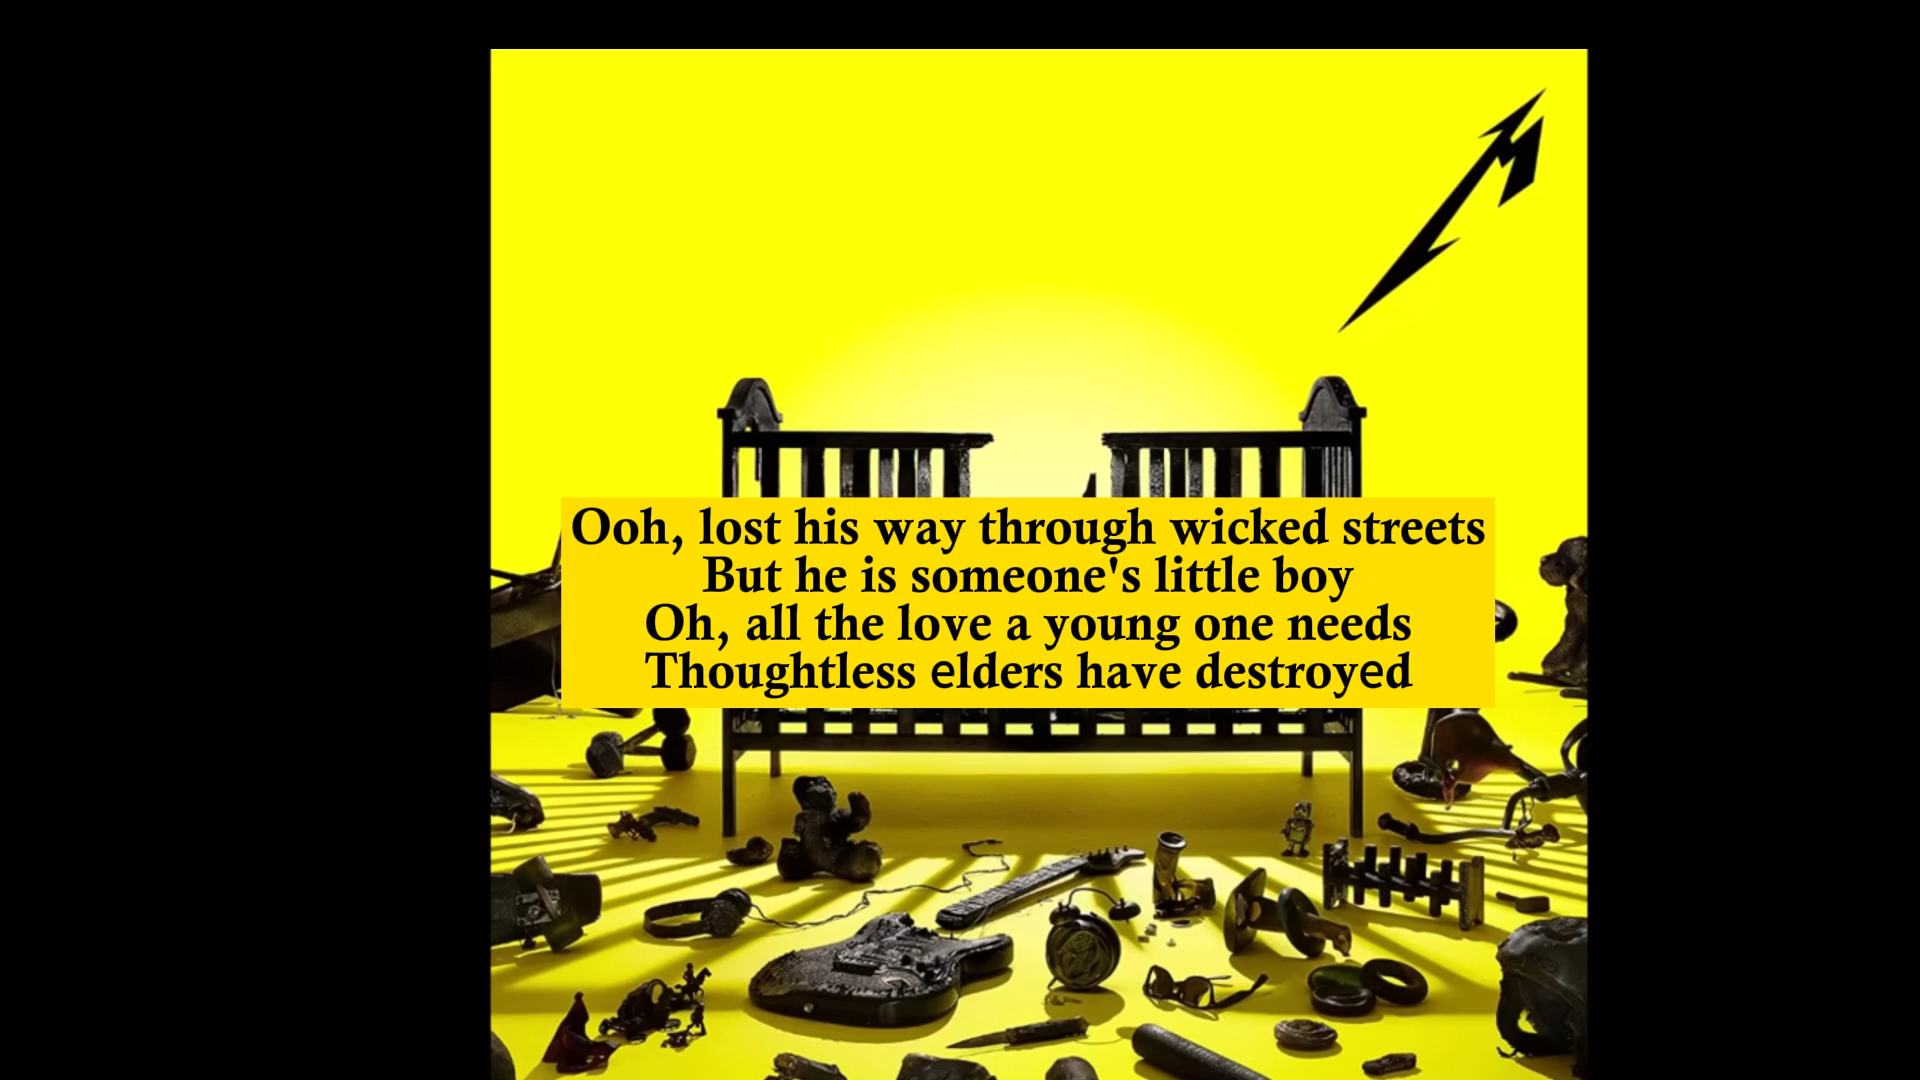 Ooh, lost his way through wicked streets
But he is someone's little boy
Oh, all the love a young one needs
Thoughtless elders have destroyed